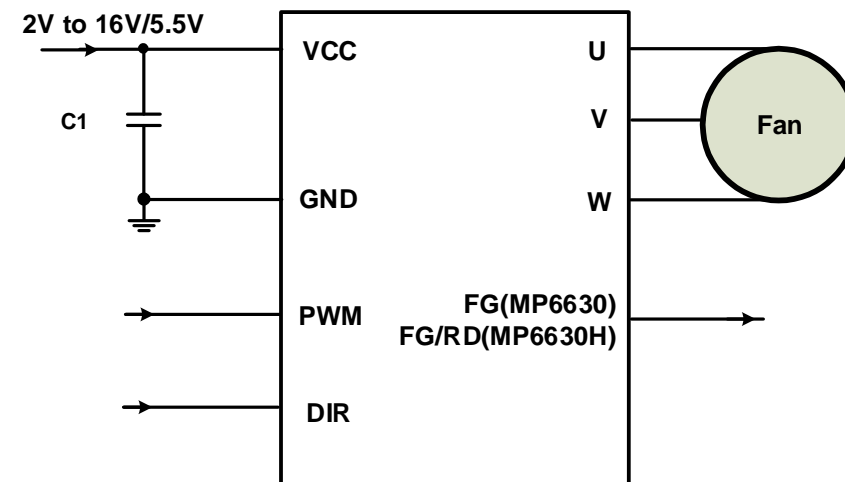 2V to 16V/5.5V
VCC
U
C1
V
Fan
GND
W
PWM
FG(MP6630)
FG/RD(MP6630H)
DIR